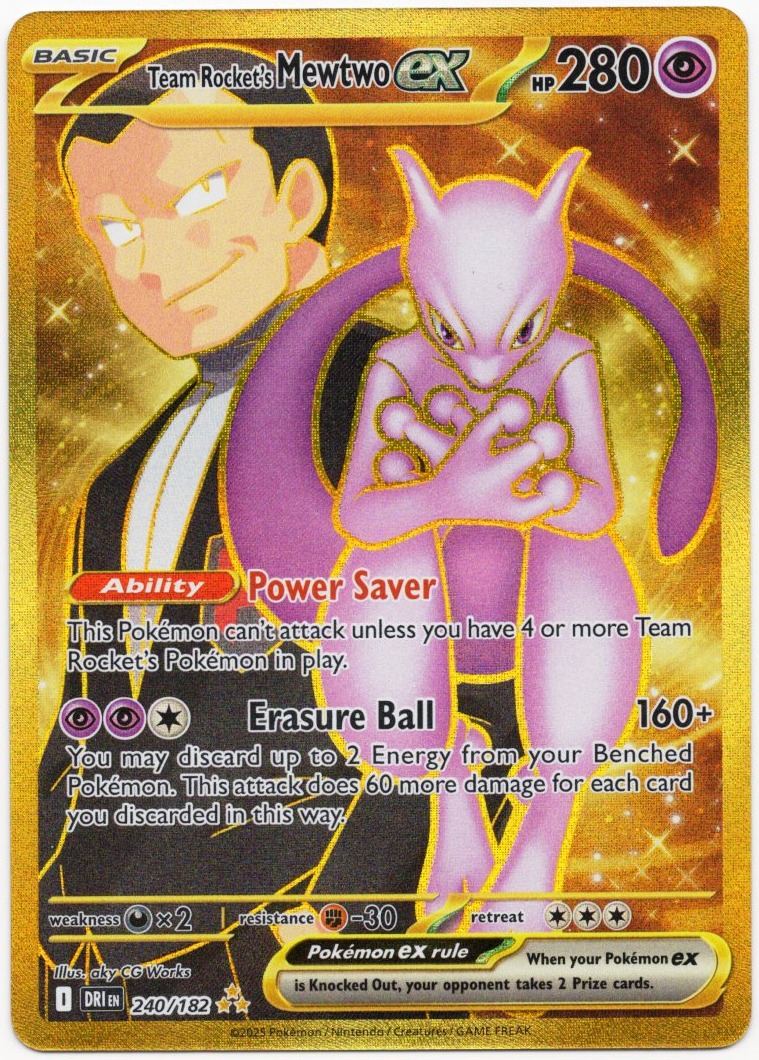 BASIC
Team Rocket's Mewtwo ex HP 280
Ability Power Saver
This Pokémon can't attack unless you have 4 or more Team
Rocket's Pokémon in play.
Erasure Ball 160+
You may discard up to 2 Energy from your Benched
Pokémon. This attack does 60 more damage for each card
you discarded in this way.
weakness ×2 resistance -30 retreat
Pokémon ex rule When your Pokémon ex
is Knocked Out, your opponent takes 2 Prize cards.
Illus. aky CG Works
I DRI EN 240/182
©2025 Pokémon / Nintendo / Creatures / GAME FREAK